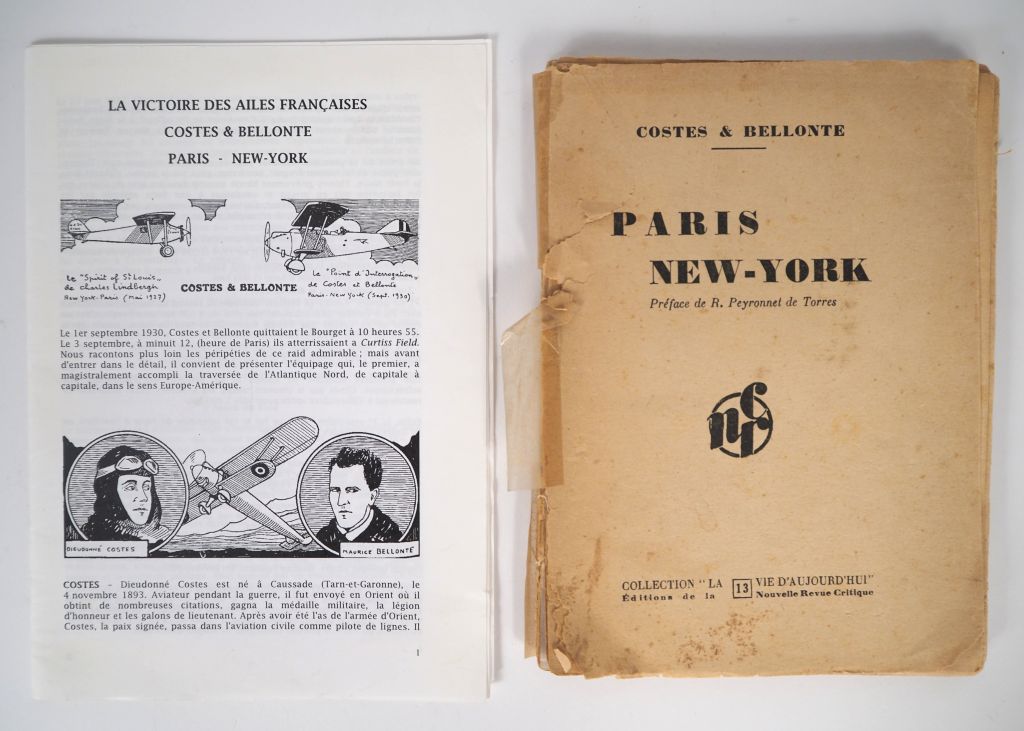 LA VICTOIRE DES AILES FRANÇAISES
COSTES & BELLONTE
PARIS - NEW-YORK
Le "Spirit of St Louis"
de Charles Lindbergh
New York-Paris (mai 1927)
COSTES & BELLONTE
Le "Point d'Interrogation"
de Costes et Bellonte
Paris-New York (Sept. 1930)
Le 1er septembre 1930, Costes et Bellonte quittaient le Bourget à 10 heures 55.
Le 3 septembre, à minuit 12, (heure de Paris) ils atterrissaient a Curtiss Field.
Nous racontons plus loin les péripéties de ce raid admirable ; mais avant
d'entrer dans le détail, il convient de présenter l'équipage qui, le premier, a
magistralement accompli la traversée de l'Atlantique Nord, de capitale à
capitale, dans le sens Europe-Amérique.
DIEUDONNÉ COSTES
MAURICE BELLONTE
COSTES - Dieudonné Costes est né à Caussade (Tarn-et-Garonne), le
4 novembre 1893. Aviateur pendant la guerre, il fut envoyé en Orient où il
obtint de nombreuses citations, gagna la médaille militaire, la légion
d'honneur et les galons de lieutenant. Après avoir été l'as de l'armée d'Orient,
Costes, la paix signée, passa dans l'aviation civile comme pilote de lignes. Il
1
COSTES & BELLONTE
PARIS
NEW-YORK
Préface de R. Peyronnet de Torres
nrc
COLLECTION "LA 13 VIE D'AUJOURD'HUI"
Éditions de la Nouvelle Revue Critique